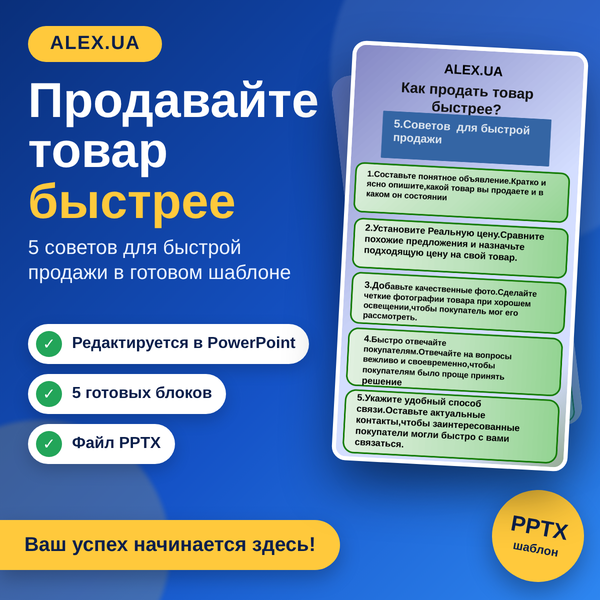 ALEX.UA
Продавайте
товар
быстрее
5 советов для быстрой
продажи в готовом шаблоне
✓ Редактируется в PowerPoint
✓ 5 готовых блоков
✓ Файл PPTX
Ваш успех начинается здесь!
ALEX.UA
Как продать товар
быстрее?
5.Советов для быстрой
продажи
1.Составьте понятное объявление.Кратко и
ясно опишите,какой товар вы продаете и в
каком он состоянии
2.Установите Реальную цену.Сравните
похожие предложения и назначьте
подходящую цену на свой товар.
3.Добавьте качественные фото.Сделайте
четкие фотографии товара при хорошем
освещении,чтобы покупатель мог его
рассмотреть.
4.Быстро отвечайте
покупателям.Отвечайте на вопросы
вежливо и своевременно,чтобы
покупателям было проще принять
решение
5.Укажите удобный способ
связи.Оставьте актуальные
контакты,чтобы заинтересованные
покупатели могли быстро с вами
связаться.
PPTX
шаблон